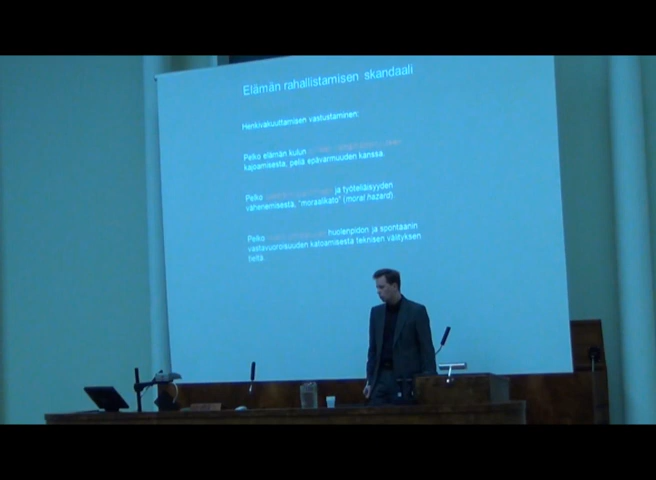 Elämän rahallistamisen skandaali
Henkivakuuttamisen vastustaminen:
Pelko elämän kulun
kajoamisesta, peliä epävarmuuden kanssa.
Pelko ja työteliäisyyden
vähenemisestä, "moraalikato" (moral hazard)
Pelko huolenpidon ja spontaanin
vastavuoroisuuden katoamisesta teknisen välityksen
tieltä.